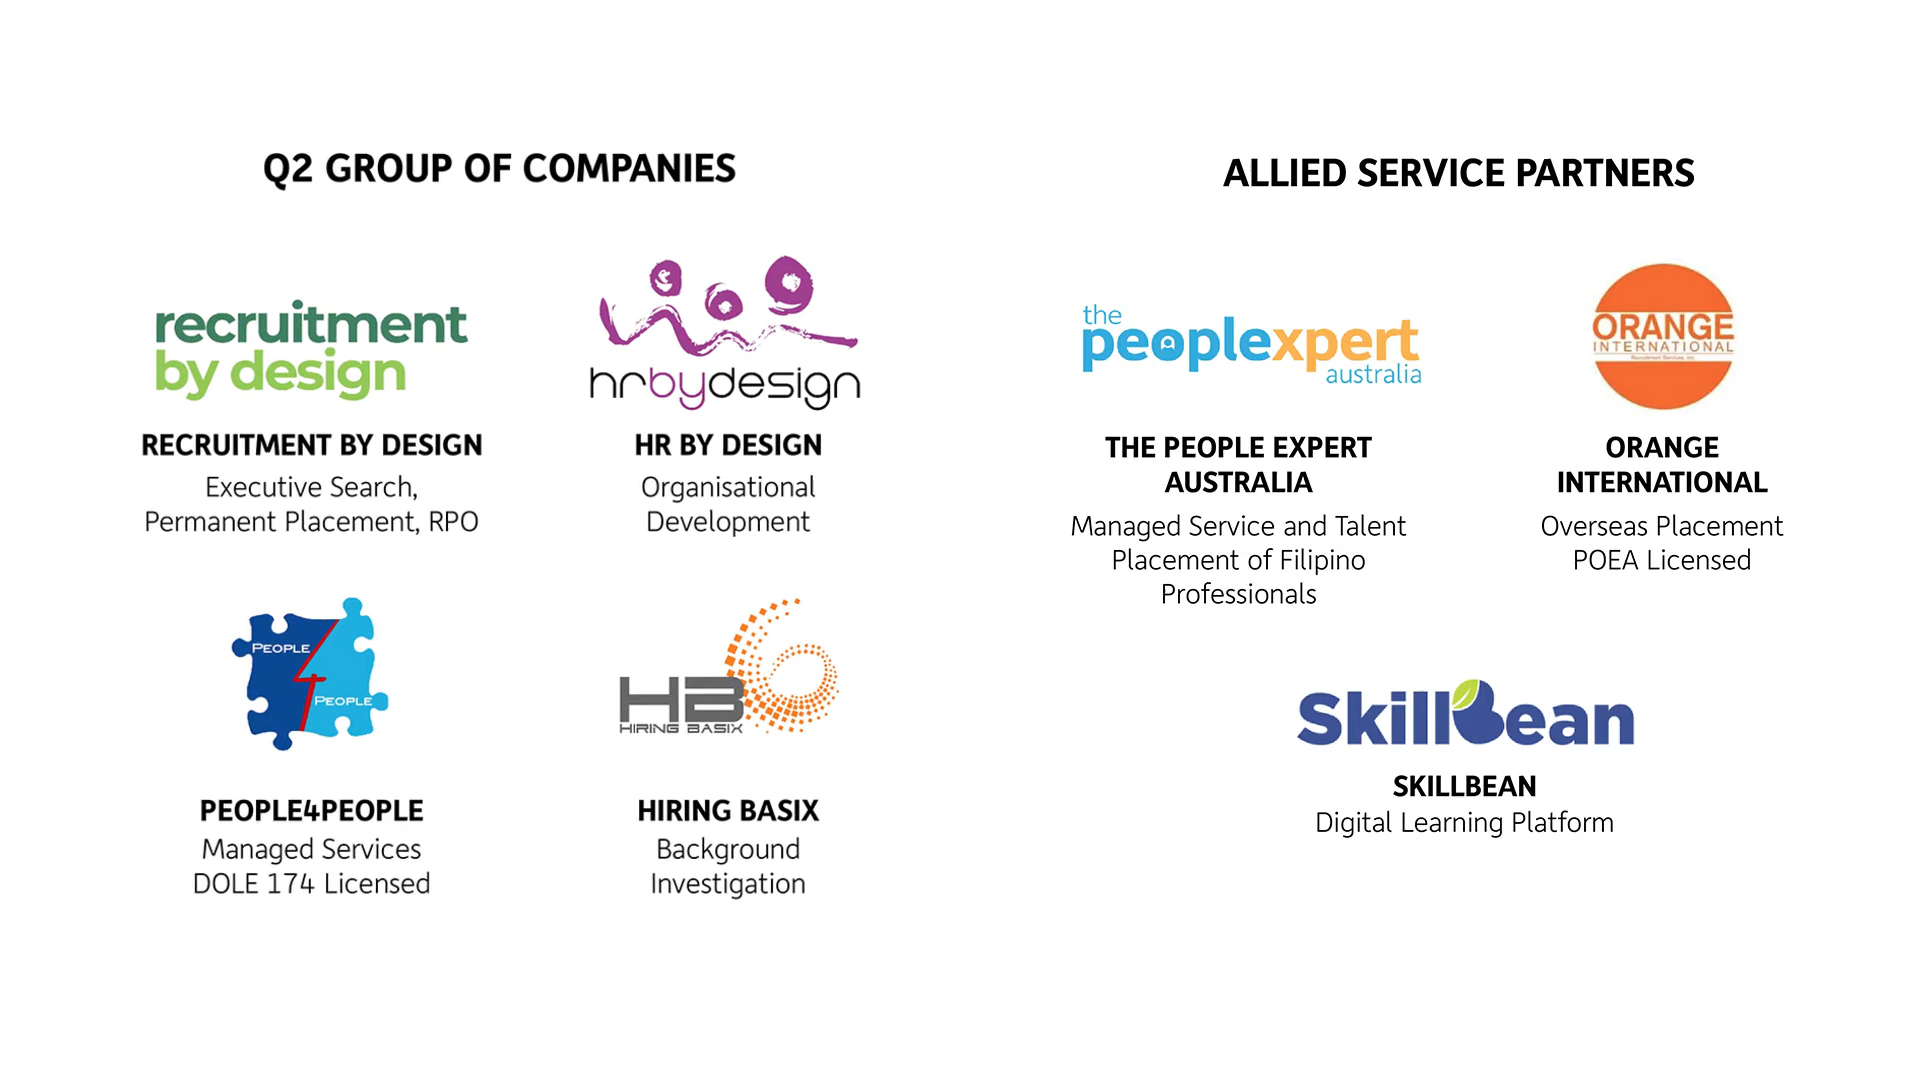 Q2 GROUP OF COMPANIES
recruitment
by design
RECRUITMENT BY DESIGN
Executive Search,
Permanent Placement, RPO
hrbydesign
HR BY DESIGN
Organisational
Development
PEOPLE
4
PEOPLE
PEOPLE4PEOPLE
Managed Services
DOLE 174 Licensed
HB
HIRING BASIX
HIRING BASIX
Background
Investigation
ALLIED SERVICE PARTNERS
the
peoplexpert
australia
THE PEOPLE EXPERT
AUSTRALIA
Managed Service and Talent
Placement of Filipino
Professionals
ORANGE
INTERNATIONAL
Recruitment Services, Inc.
ORANGE
INTERNATIONAL
Overseas Placement
POEA Licensed
SkillBean
SKILLBEAN
Digital Learning Platform